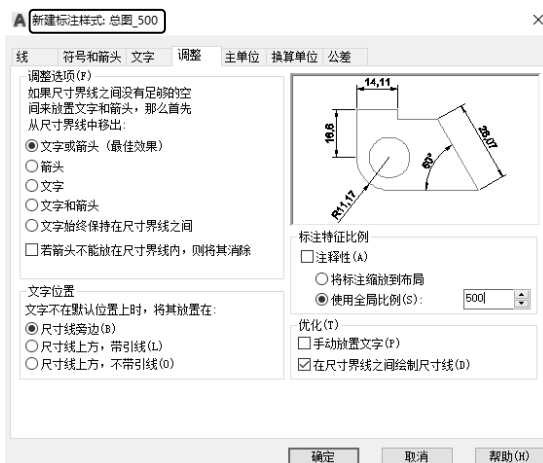 新建标注样式: 总图_500
线 符号和箭头 文字 调整 主单位 换算单位 公差
调整选项(F)
如果尺寸界线之间没有足够的空
间来放置文字和箭头，那么首先
从尺寸界线中移出:
文字或箭头 (最佳效果)
箭头
文字
文字和箭头
文字始终保持在尺寸界线之间
若箭头不能放在尺寸界线内，则将其消除
文字位置
文字不在默认位置上时，将其放置在:
尺寸线旁边(B)
尺寸线上方，带引线(L)
尺寸线上方，不带引线(O)
14,11
16,6
28,07
60°
R11,17
标注特征比例
注释性(A)
将标注缩放到布局
使用全局比例(S): 500
优化(T)
手动放置文字(P)
在尺寸界线之间绘制尺寸线(D)
确定 取消 帮助(H)